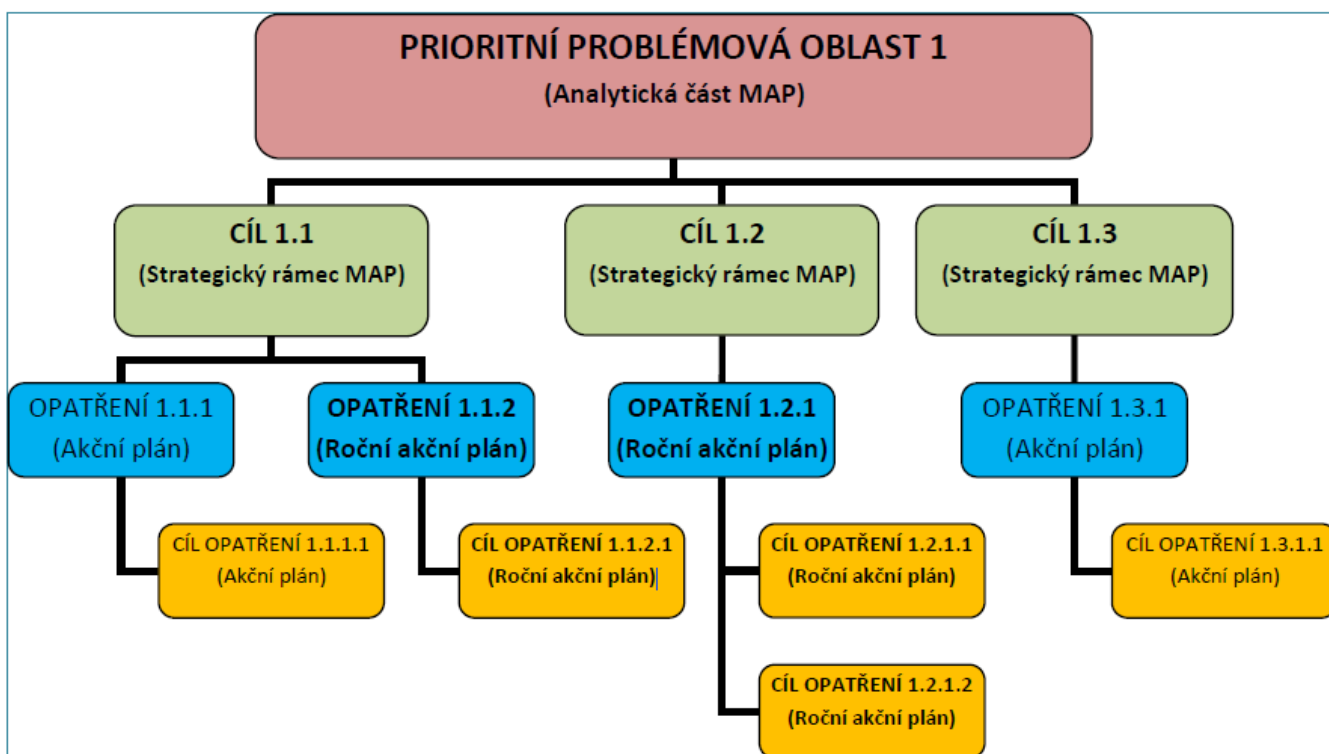 PRIORITNÍ PROBLÉMOVÁ OBLAST 1
(Analytická část MAP)
CÍL 1.1
(Strategický rámec MAP)
CÍL 1.2
(Strategický rámec MAP)
CÍL 1.3
(Strategický rámec MAP)
OPATŘENÍ 1.1.1
(Akční plán)
OPATŘENÍ 1.1.2
(Roční akční plán)
OPATŘENÍ 1.2.1
(Roční akční plán)
OPATŘENÍ 1.3.1
(Akční plán)
CÍL OPATŘENÍ 1.1.1.1
(Akční plán)
CÍL OPATŘENÍ 1.1.2.1
(Roční akční plán)
CÍL OPATŘENÍ 1.2.1.1
(Roční akční plán)
CÍL OPATŘENÍ 1.3.1.1
(Akční plán)
CÍL OPATŘENÍ 1.2.1.2
(Roční akční plán)